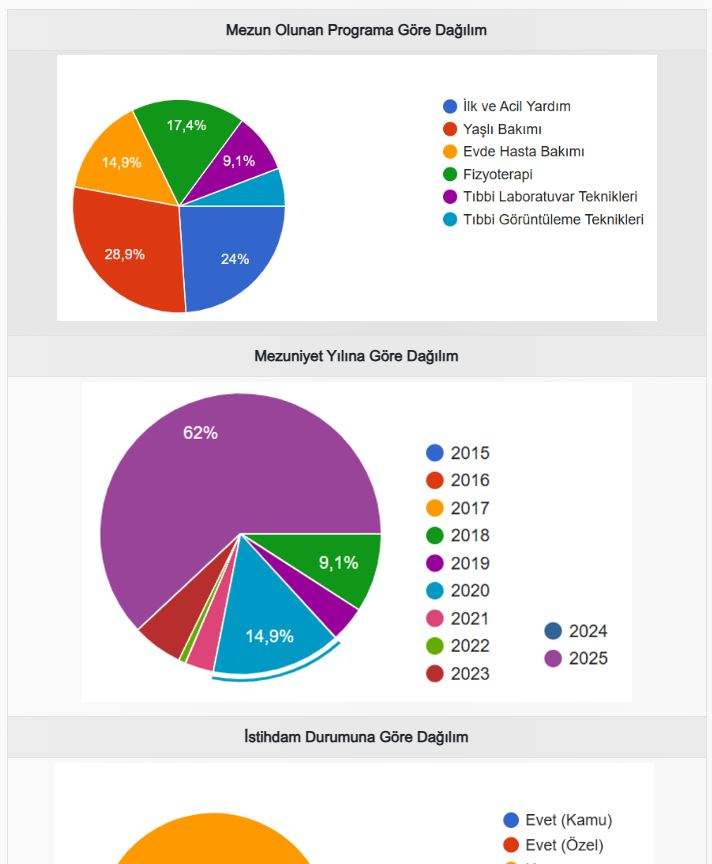 Mezun Olunan Programa Göre Dağılım
17,4%
9,1%
14,9%
28,9%
24%
İlk ve Acil Yardım
Yaşlı Bakımı
Evde Hasta Bakımı
Fizyoterapi
Tıbbi Laboratuvar Teknikleri
Tıbbi Görüntüleme Teknikleri
Mezuniyet Yılına Göre Dağılım
62%
9,1%
14,9%
2015
2016
2017
2018
2019
2020
2021
2022
2023
2024
2025
İstihdam Durumuna Göre Dağılım
Evet (Kamu)
Evet (Özel)